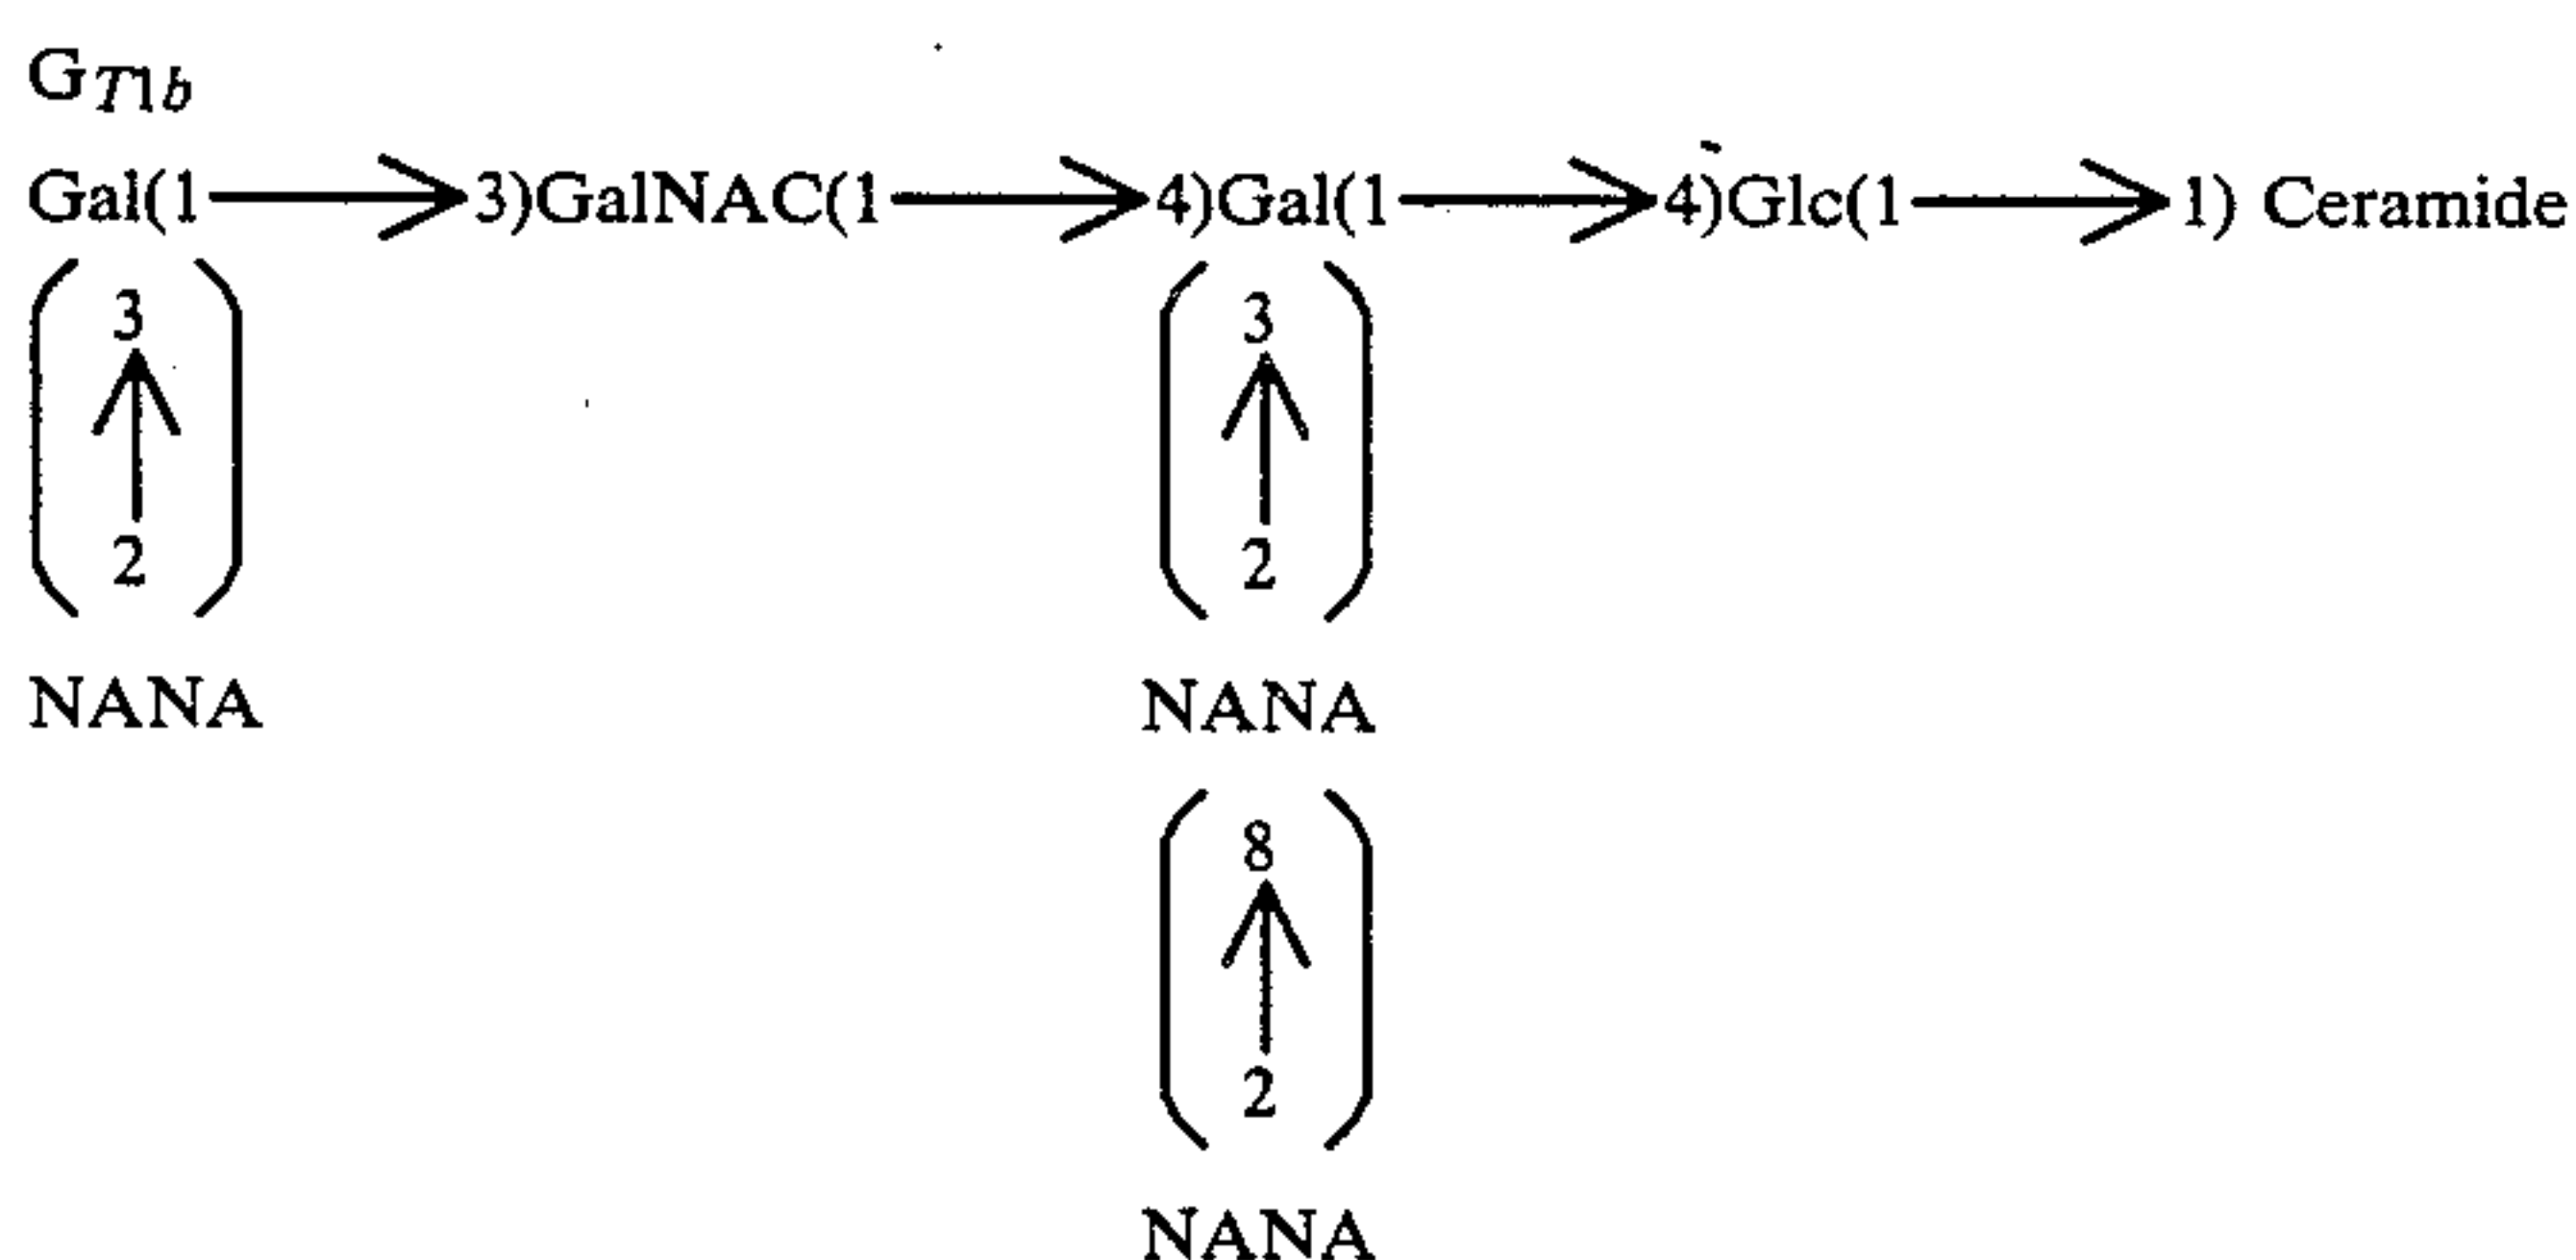 GT1b
Gal(1⟶3)GalNAC(1⟶4)Gal(1⟶4)Glc(1⟶1) Ceramide
3 3
2 2
NANA NANA
8
2
NANA